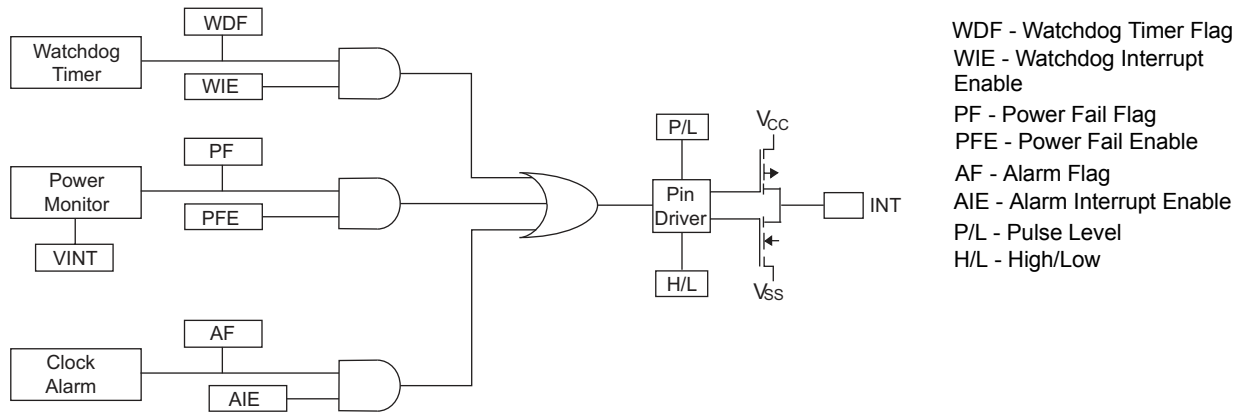 WDF
Watchdog
Timer
WIE
PF
Power
Monitor
PFE
VINT
AF
Clock
Alarm
AIE
P/L
Pin
Driver
H/L
VCC
VSS
INT
WDF - Watchdog Timer Flag
WIE - Watchdog Interrupt
Enable
PF - Power Fail Flag
PFE - Power Fail Enable
AF - Alarm Flag
AIE - Alarm Interrupt Enable
P/L - Pulse Level
H/L - High/Low